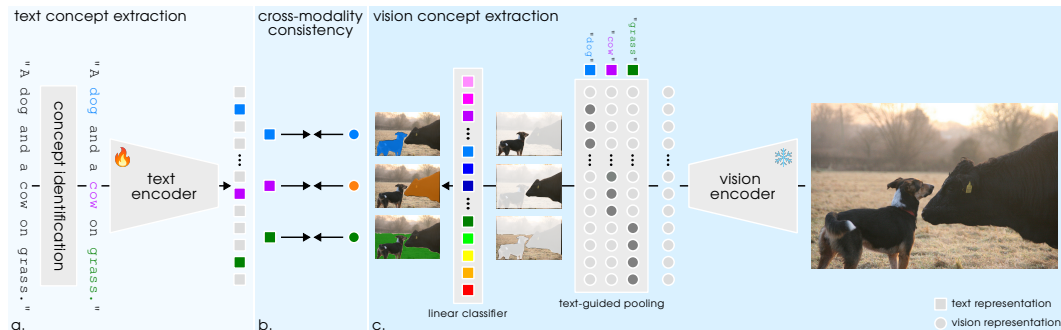 text concept extraction
"A dog and a cow on grass."
concept identification
"A dog and a cow on grass."
text
encoder
a.
cross-modality
consistency
b.
vision concept extraction
linear classifier
"dog"
"cow"
"grass"
text-guided pooling
vision
encoder
c.
text representation
vision representation